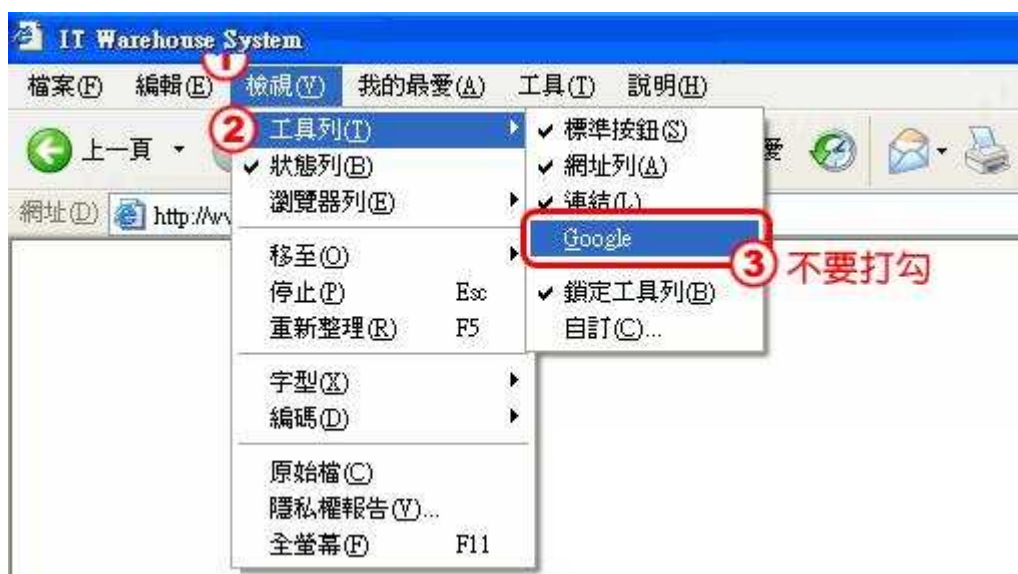 IT Warehouse System
檔案(F) 編輯(E) 檢視(V) 我的最愛(A) 工具(T) 說明(H)
1
上一頁
2 工具列(T)
狀態列(B)
瀏覽器列(E)
移至(O)
停止(P) Esc
重新整理(R) F5
字型(X)
編碼(D)
原始檔(C)
隱私權報告(V)...
全螢幕(F) F11
標準按鈕(S)
網址列(A)
連結(L)
Google
鎖定工具列(B)
自訂(C)...
3 不要打勾
愛
網址(D) http://w